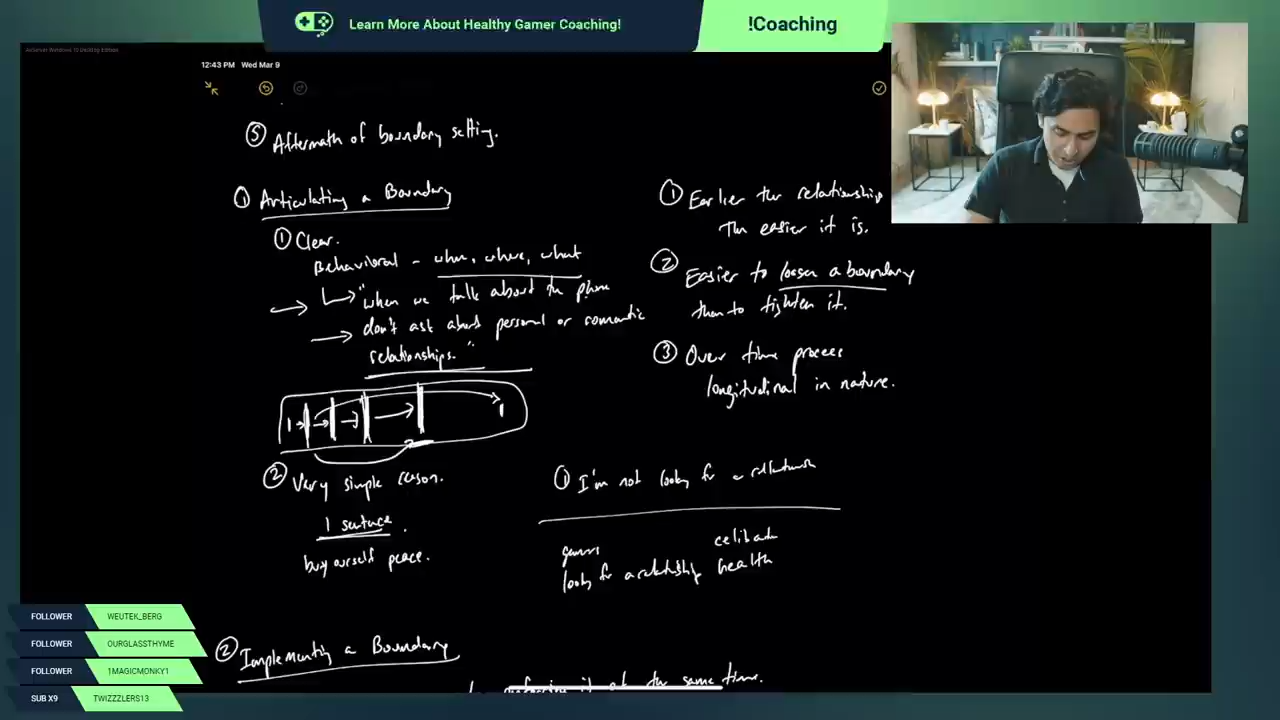 Learn More About Healthy Gamer Coaching!
!Coaching
12:43 PM Wed Mar 9
⑤ Aftermath of boundary setting.
① Articulating a Boundary
① Clear.
Behavioral - when, where, what
"when we talk about the phone
don't ask about personal or romantic
relationships."
② Very simple reason.
1 sentence.
buy ourself peace.
① Earlier the relationship
The easier it is.
② Easier to loosen a boundary
than to tighten it.
③ Over time process
longitudinal in nature.
① I'm not looking for a relationship
games
looking for a relationship
celibate
health
② Implementing a Boundary
it at the same time.
FOLLOWER WEUTEK_BERG
FOLLOWER OURGLASSTHYME
FOLLOWER 1MAGICMONKY1
SUB X9 TWIZZZLERS13